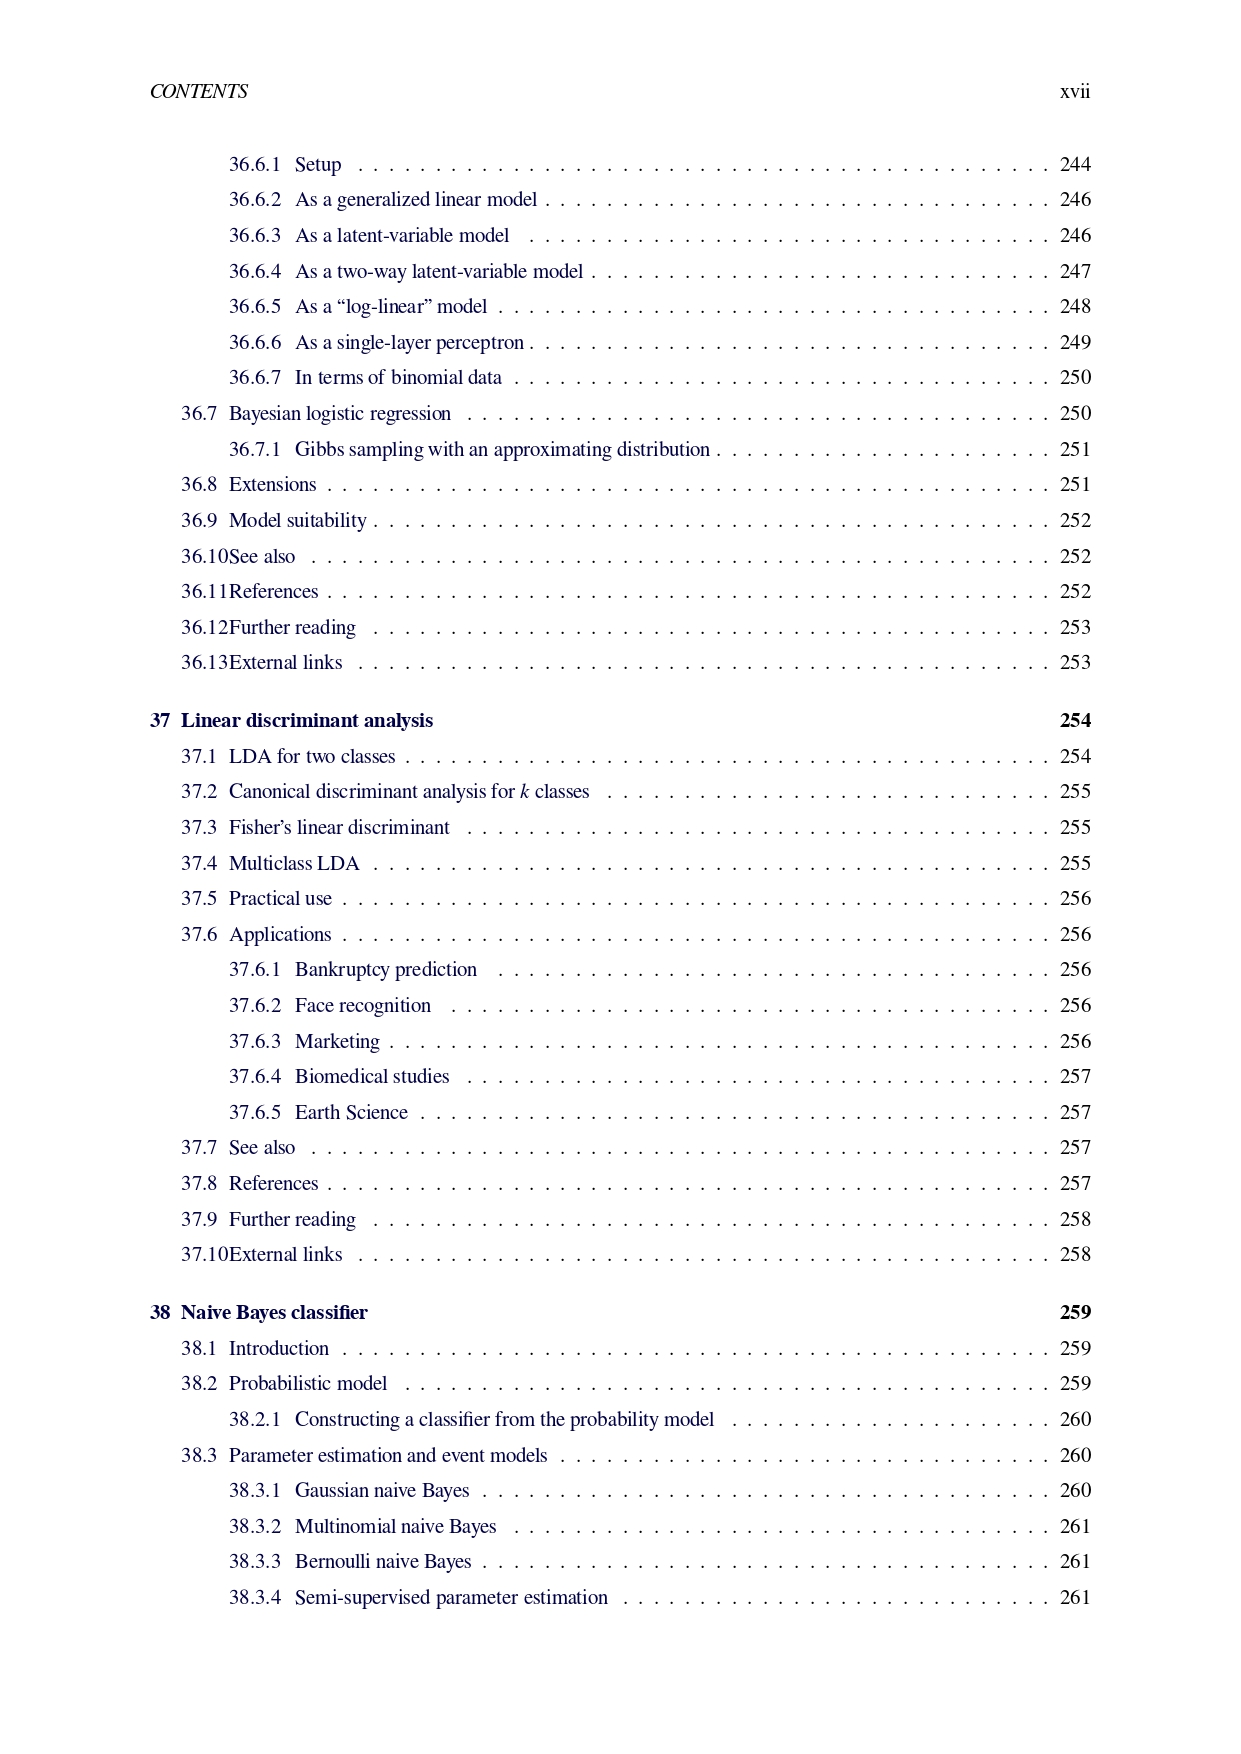 CONTENTS xvii
36.6.1 Setup . . . . . . . . . . . . . . . . . . . . . . . . . . . . . . . . . . . . . . . . . . . . . 244
36.6.2 As a generalized linear model . . . . . . . . . . . . . . . . . . . . . . . . . . . . . . . . . 246
36.6.3 As a latent-variable model . . . . . . . . . . . . . . . . . . . . . . . . . . . . . . . . . . 246
36.6.4 As a two-way latent-variable model . . . . . . . . . . . . . . . . . . . . . . . . . . . . . . 247
36.6.5 As a “log-linear” model . . . . . . . . . . . . . . . . . . . . . . . . . . . . . . . . . . . . 248
36.6.6 As a single-layer perceptron . . . . . . . . . . . . . . . . . . . . . . . . . . . . . . . . . . 249
36.6.7 In terms of binomial data . . . . . . . . . . . . . . . . . . . . . . . . . . . . . . . . . . . 250
36.7 Bayesian logistic regression . . . . . . . . . . . . . . . . . . . . . . . . . . . . . . . . . . . . . . 250
36.7.1 Gibbs sampling with an approximating distribution . . . . . . . . . . . . . . . . . . . . . . 251
36.8 Extensions . . . . . . . . . . . . . . . . . . . . . . . . . . . . . . . . . . . . . . . . . . . . . . . 251
36.9 Model suitability . . . . . . . . . . . . . . . . . . . . . . . . . . . . . . . . . . . . . . . . . . . . 252
36.10See also . . . . . . . . . . . . . . . . . . . . . . . . . . . . . . . . . . . . . . . . . . . . . . . . 252
36.11References . . . . . . . . . . . . . . . . . . . . . . . . . . . . . . . . . . . . . . . . . . . . . . . 252
36.12Further reading . . . . . . . . . . . . . . . . . . . . . . . . . . . . . . . . . . . . . . . . . . . . 253
36.13External links . . . . . . . . . . . . . . . . . . . . . . . . . . . . . . . . . . . . . . . . . . . . . 253
37 Linear discriminant analysis 254
37.1 LDA for two classes . . . . . . . . . . . . . . . . . . . . . . . . . . . . . . . . . . . . . . . . . . 254
37.2 Canonical discriminant analysis for k classes . . . . . . . . . . . . . . . . . . . . . . . . . . . . . 255
37.3 Fisher’s linear discriminant . . . . . . . . . . . . . . . . . . . . . . . . . . . . . . . . . . . . . . 255
37.4 Multiclass LDA . . . . . . . . . . . . . . . . . . . . . . . . . . . . . . . . . . . . . . . . . . . . 255
37.5 Practical use . . . . . . . . . . . . . . . . . . . . . . . . . . . . . . . . . . . . . . . . . . . . . . 256
37.6 Applications . . . . . . . . . . . . . . . . . . . . . . . . . . . . . . . . . . . . . . . . . . . . . . 256
37.6.1 Bankruptcy prediction . . . . . . . . . . . . . . . . . . . . . . . . . . . . . . . . . . . . 256
37.6.2 Face recognition . . . . . . . . . . . . . . . . . . . . . . . . . . . . . . . . . . . . . . . 256
37.6.3 Marketing . . . . . . . . . . . . . . . . . . . . . . . . . . . . . . . . . . . . . . . . . . . 256
37.6.4 Biomedical studies . . . . . . . . . . . . . . . . . . . . . . . . . . . . . . . . . . . . . . 257
37.6.5 Earth Science . . . . . . . . . . . . . . . . . . . . . . . . . . . . . . . . . . . . . . . . . 257
37.7 See also . . . . . . . . . . . . . . . . . . . . . . . . . . . . . . . . . . . . . . . . . . . . . . . . 257
37.8 References . . . . . . . . . . . . . . . . . . . . . . . . . . . . . . . . . . . . . . . . . . . . . . . 257
37.9 Further reading . . . . . . . . . . . . . . . . . . . . . . . . . . . . . . . . . . . . . . . . . . . . 258
37.10External links . . . . . . . . . . . . . . . . . . . . . . . . . . . . . . . . . . . . . . . . . . . . . 258
38 Naive Bayes classifier 259
38.1 Introduction . . . . . . . . . . . . . . . . . . . . . . . . . . . . . . . . . . . . . . . . . . . . . . 259
38.2 Probabilistic model . . . . . . . . . . . . . . . . . . . . . . . . . . . . . . . . . . . . . . . . . . 259
38.2.1 Constructing a classifier from the probability model . . . . . . . . . . . . . . . . . . . . . 260
38.3 Parameter estimation and event models . . . . . . . . . . . . . . . . . . . . . . . . . . . . . . . . 260
38.3.1 Gaussian naive Bayes . . . . . . . . . . . . . . . . . . . . . . . . . . . . . . . . . . . . . 260
38.3.2 Multinomial naive Bayes . . . . . . . . . . . . . . . . . . . . . . . . . . . . . . . . . . . 261
38.3.3 Bernoulli naive Bayes . . . . . . . . . . . . . . . . . . . . . . . . . . . . . . . . . . . . . 261
38.3.4 Semi-supervised parameter estimation . . . . . . . . . . . . . . . . . . . . . . . . . . . . 261